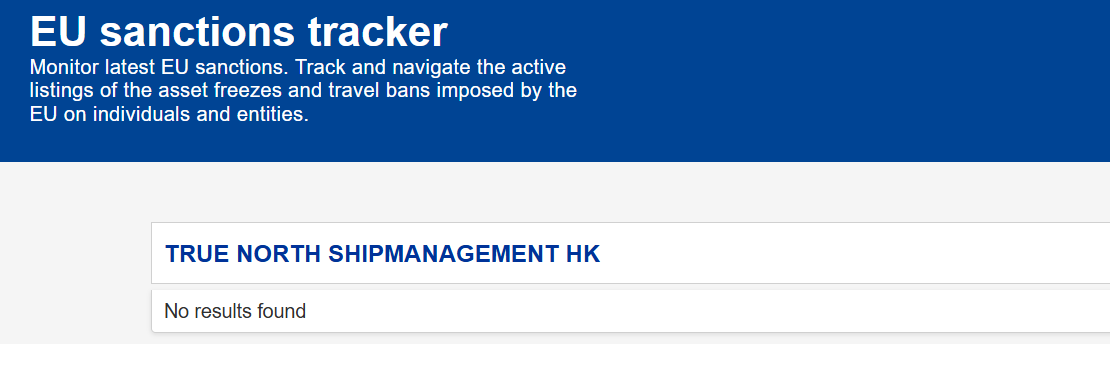 EU sanctions tracker
Monitor latest EU sanctions. Track and navigate the active
listings of the asset freezes and travel bans imposed by the
EU on individuals and entities.
TRUE NORTH SHIPMANAGEMENT HK
No results found